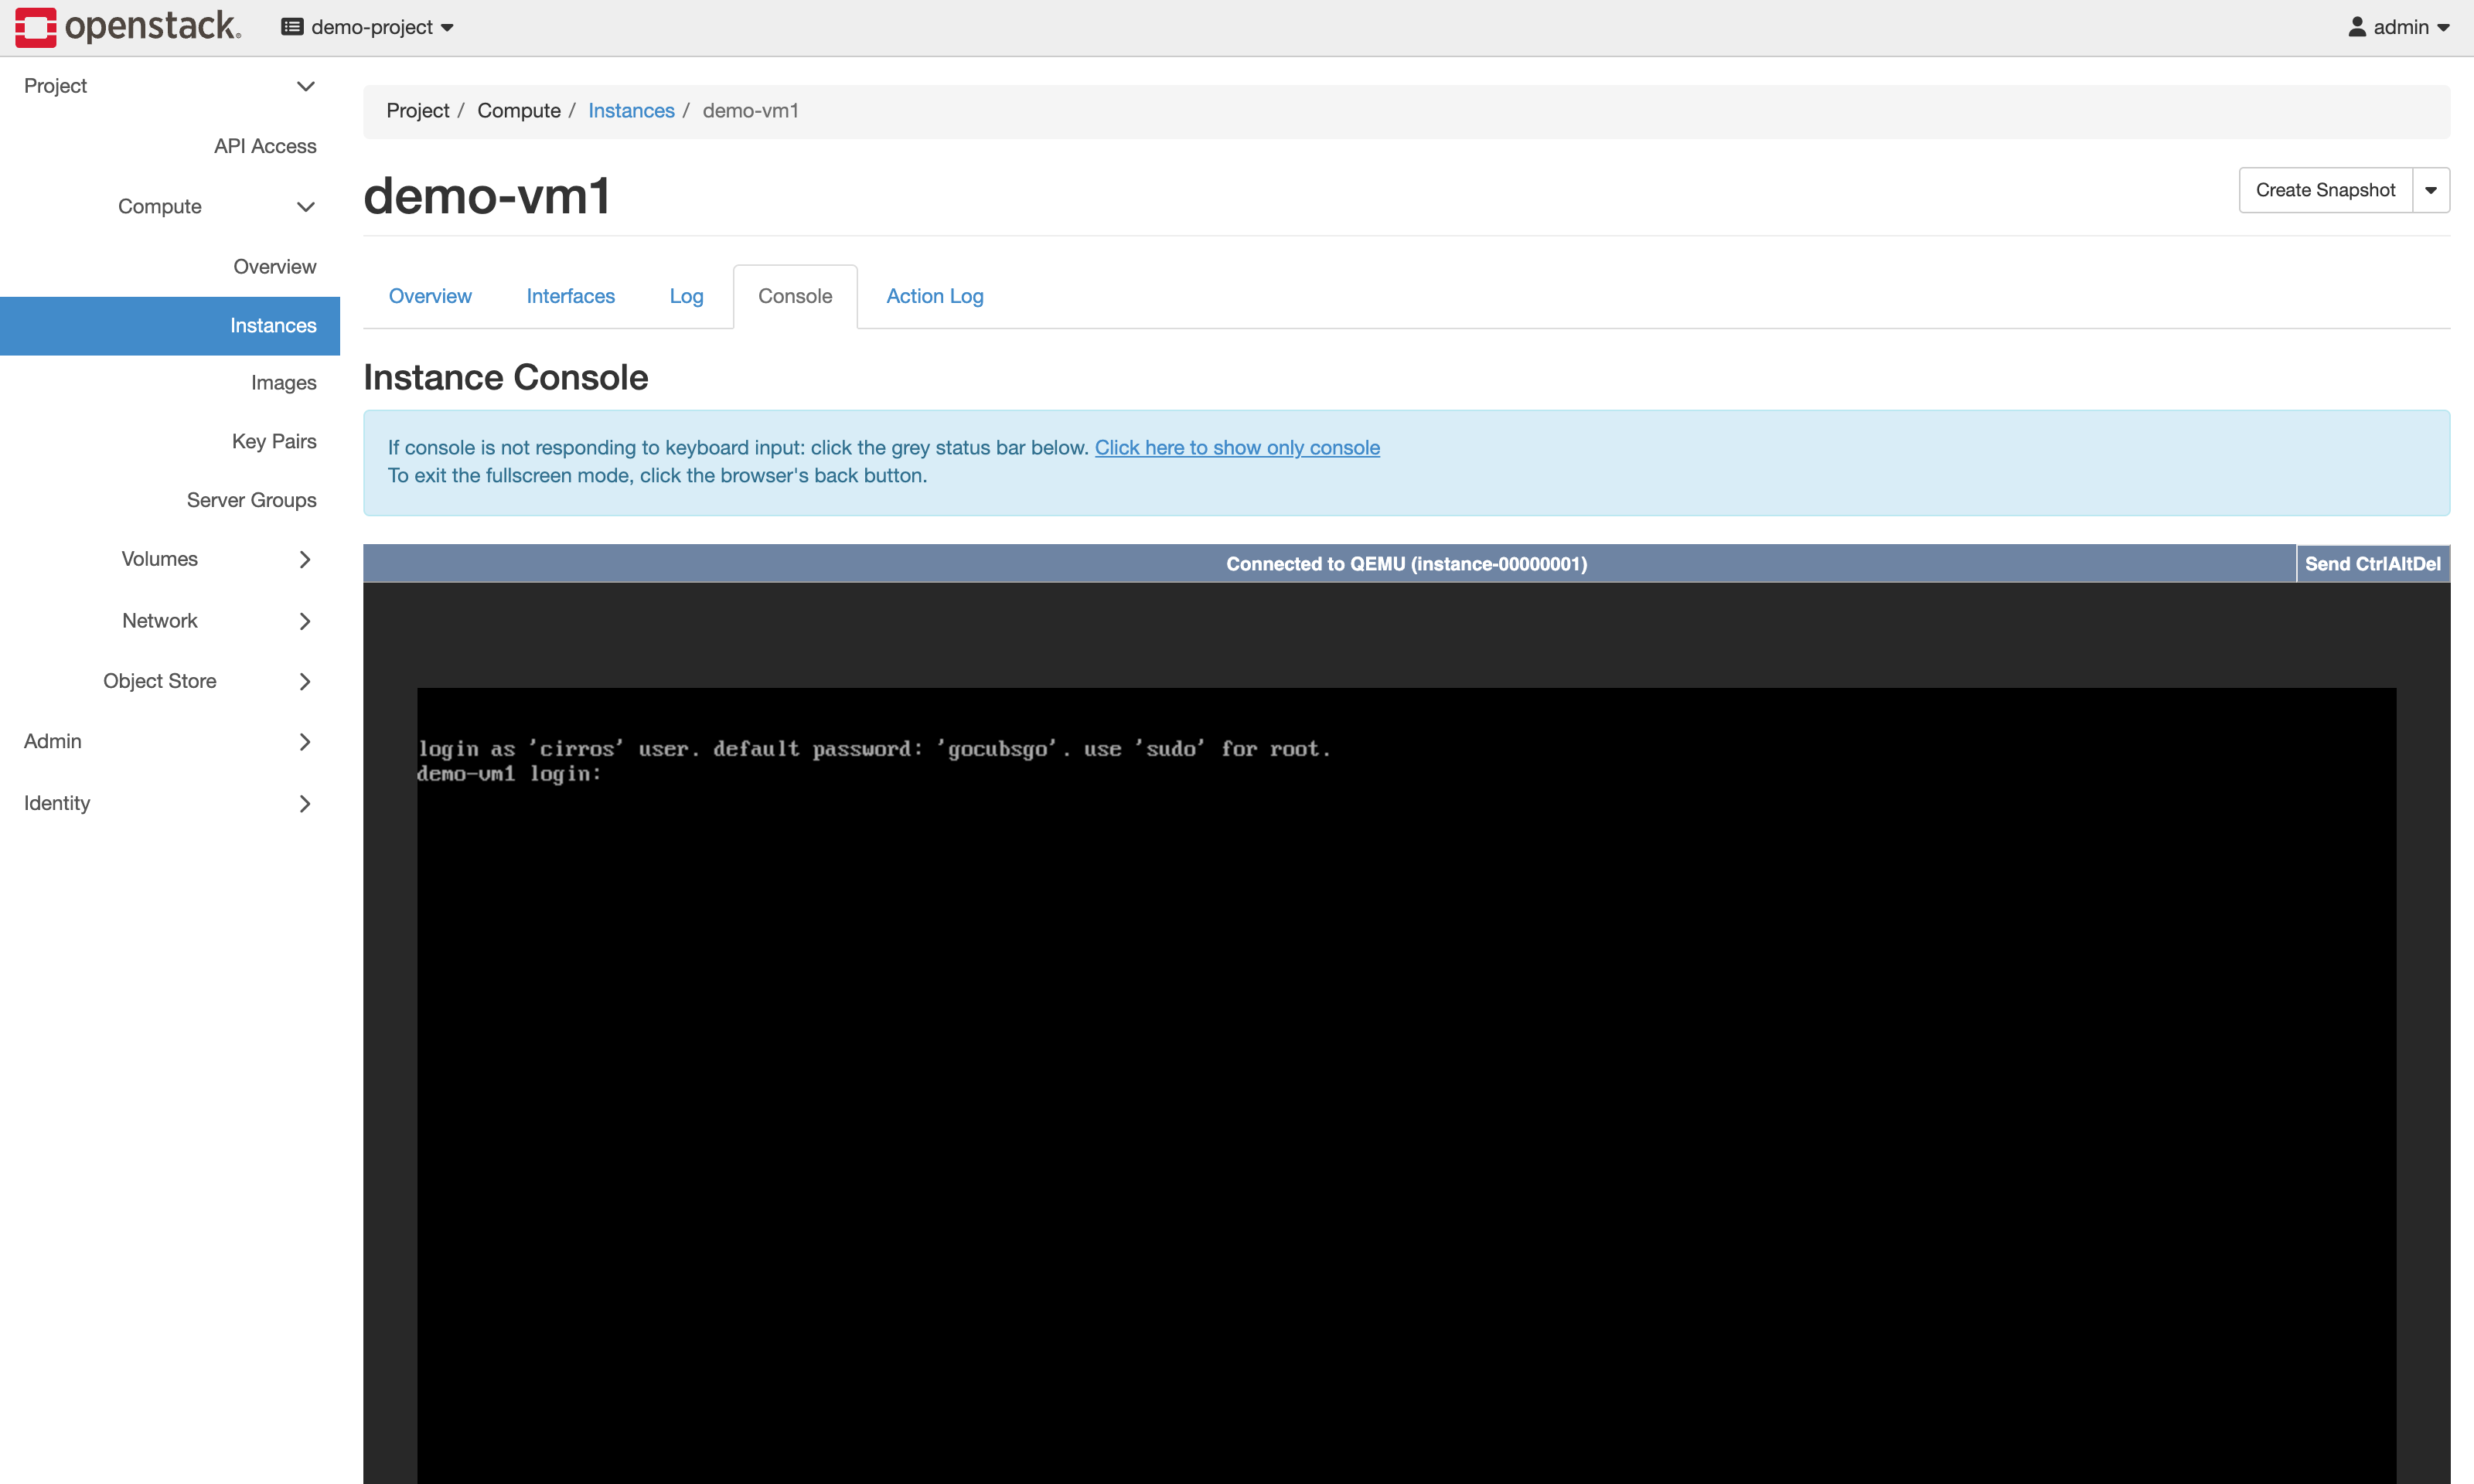 openstack.
demo-project
admin
Project
API Access
Compute
Overview
Instances
Images
Key Pairs
Server Groups
Volumes
Network
Object Store
Admin
Identity
Project / Compute / Instances / demo-vm1
demo-vm1
Create Snapshot
Overview Interfaces Log Console Action Log
Instance Console
If console is not responding to keyboard input: click the grey status bar below. Click here to show only console
To exit the fullscreen mode, click the browser's back button.
Connected to QEMU (instance-00000001)
Send CtrlAltDel
login as 'cirros' user. default password: 'gocubsgo'. use 'sudo' for root.
demo-vm1 login: